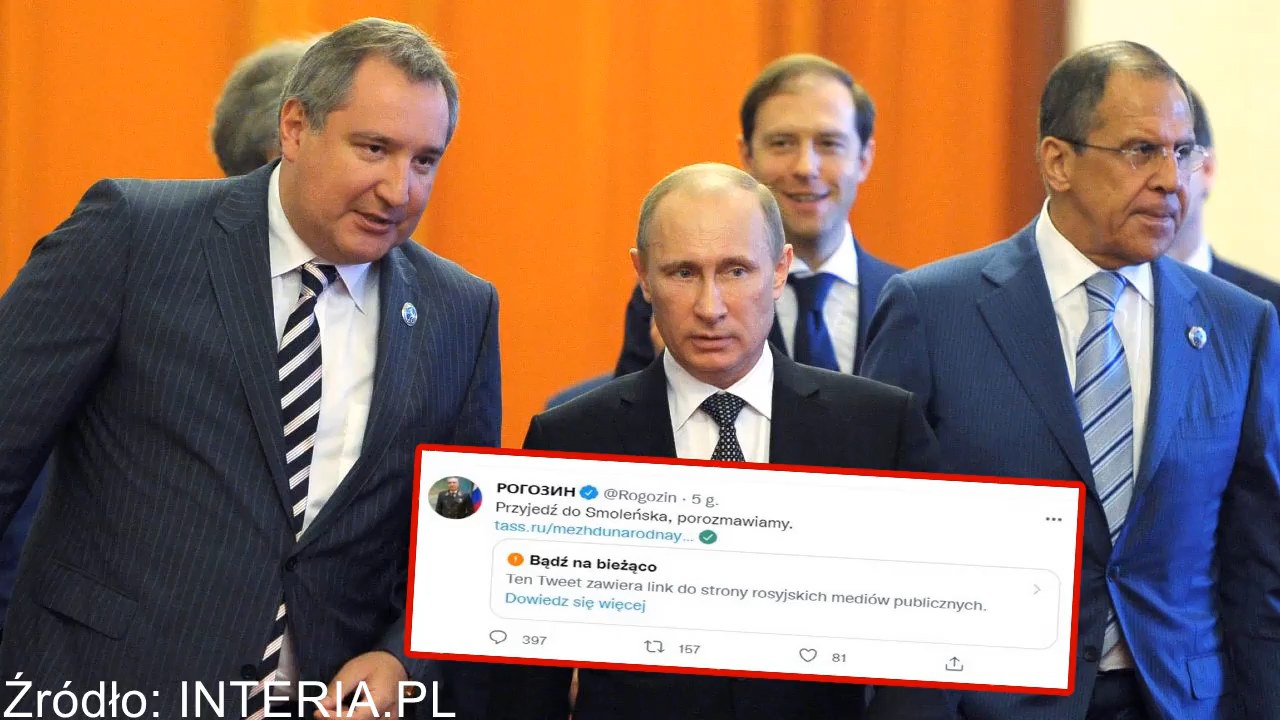 РОГОЗИН @Rogozin · 5 g.
Przyjedź do Smoleńska, porozmawiamy.
tass.ru/mezhdunarodnay...
Bądź na bieżąco
Ten Tweet zawiera link do strony rosyjskich mediów publicznych.
Dowiedz się więcej
397 157 81
Źródło: INTERIA.PL